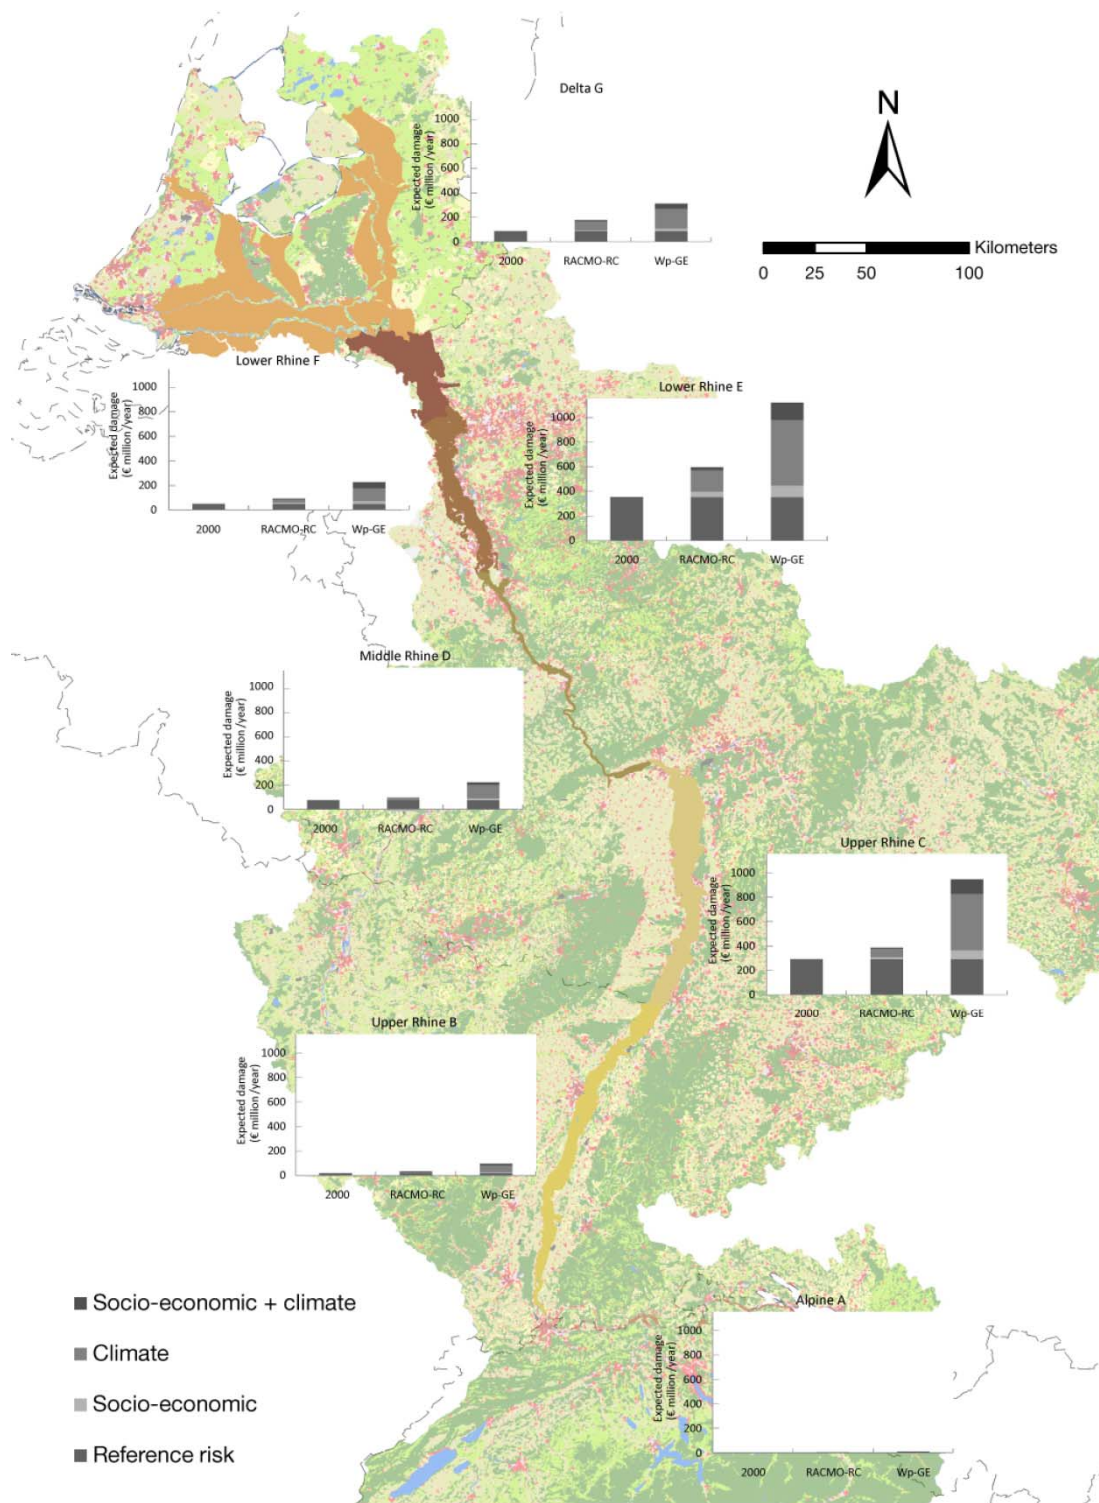 Delta G
Expected damage
(€ million/year)
1000
800
600
400
200
0
2000
RACMO-RC
Wp-GE
N
Kilometers
0
25
50
100
Lower Rhine F
Expected damage
(€ million/year)
1000
800
600
400
200
0
2000
RACMO-RC
Wp-GE
Lower Rhine E
Expected damage
(€ million/year)
1000
800
600
400
200
0
2000
RACMO-RC
Wp-GE
Middle Rhine D
Expected damage
(€ million/year)
1000
800
600
400
200
0
2000
RACMO-RC
Wp-GE
Upper Rhine C
Expected damage
(€ million/year)
1000
800
600
400
200
0
2000
RACMO-RC
Wp-GE
Upper Rhine B
Expected damage
(€ million/year)
1000
800
600
400
200
0
2000
RACMO-RC
Wp-GE
Alpine A
Expected damage
(€ million/year)
1000
800
600
400
200
0
2000
RACMO-RC
Wp-GE
Socio-economic + climate
Climate
Socio-economic
Reference risk